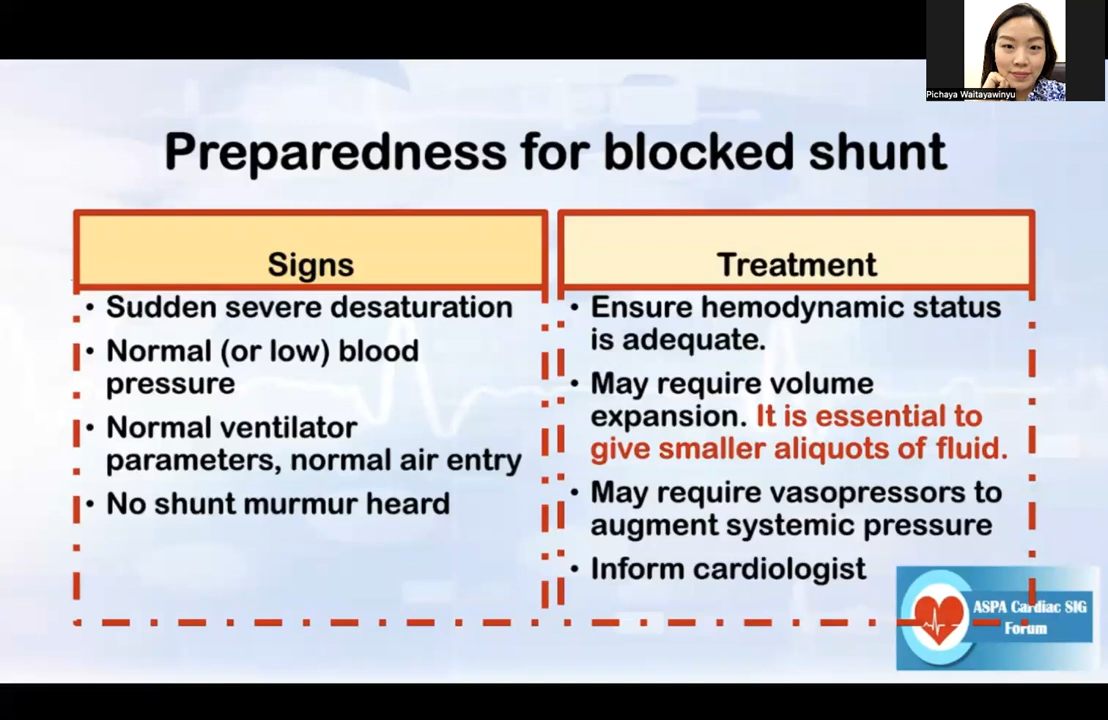 Pichaya Waitayawinyu
Preparedness for blocked shunt
Signs
• Sudden severe desaturation
• Normal (or low) blood
pressure
• Normal ventilator
parameters, normal air entry
• No shunt murmur heard
Treatment
• Ensure hemodynamic status
is adequate.
• May require volume
expansion. It is essential to
give smaller aliquots of fluid.
• May require vasopressors to
augment systemic pressure
• Inform cardiologist
ASPA Cardiac SIG
Forum